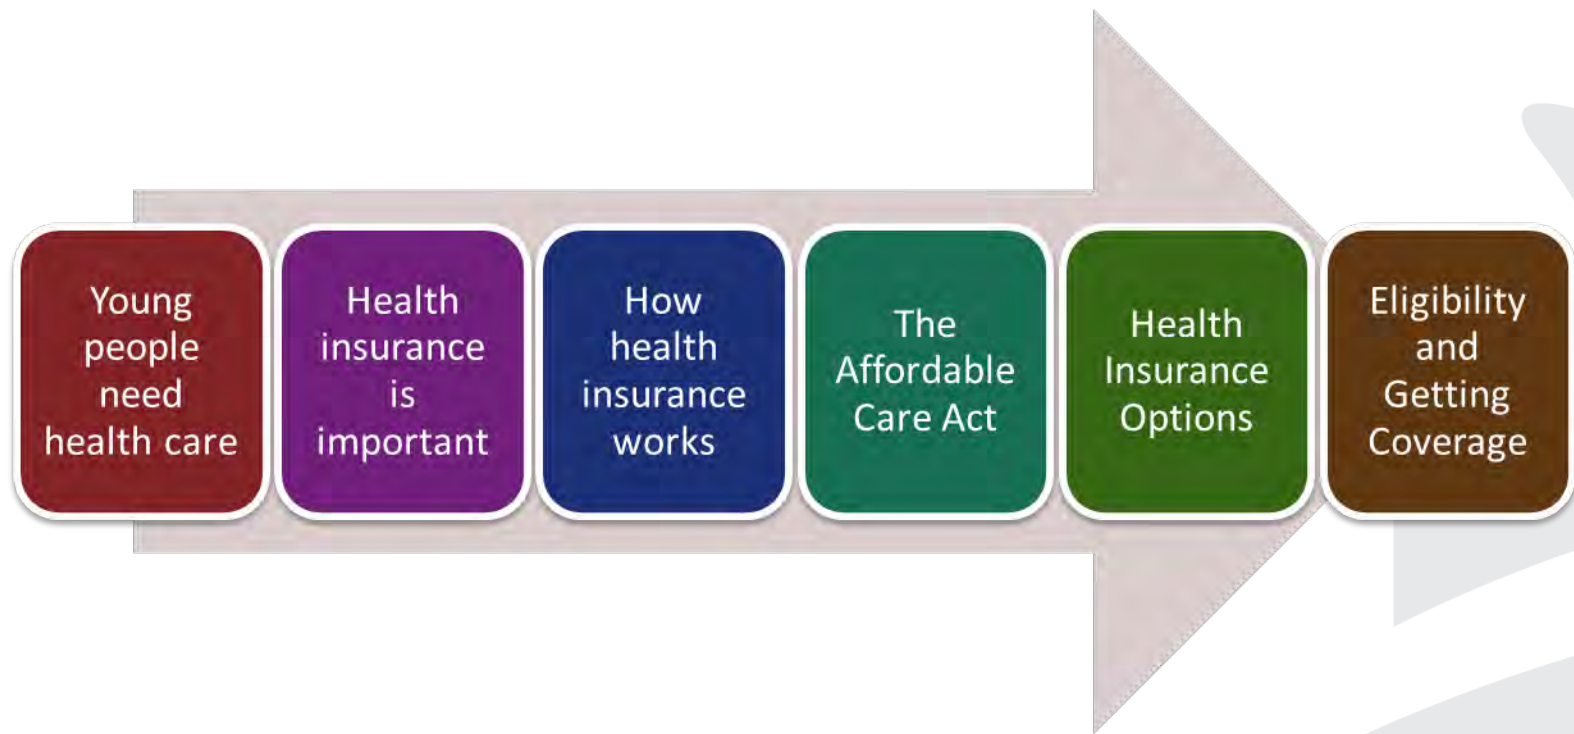 Young
people
need
health care
Health
insurance
is
important
How
health
insurance
works
The
Affordable
Care Act
Health
Insurance
Options
Eligibility
and
Getting
Coverage